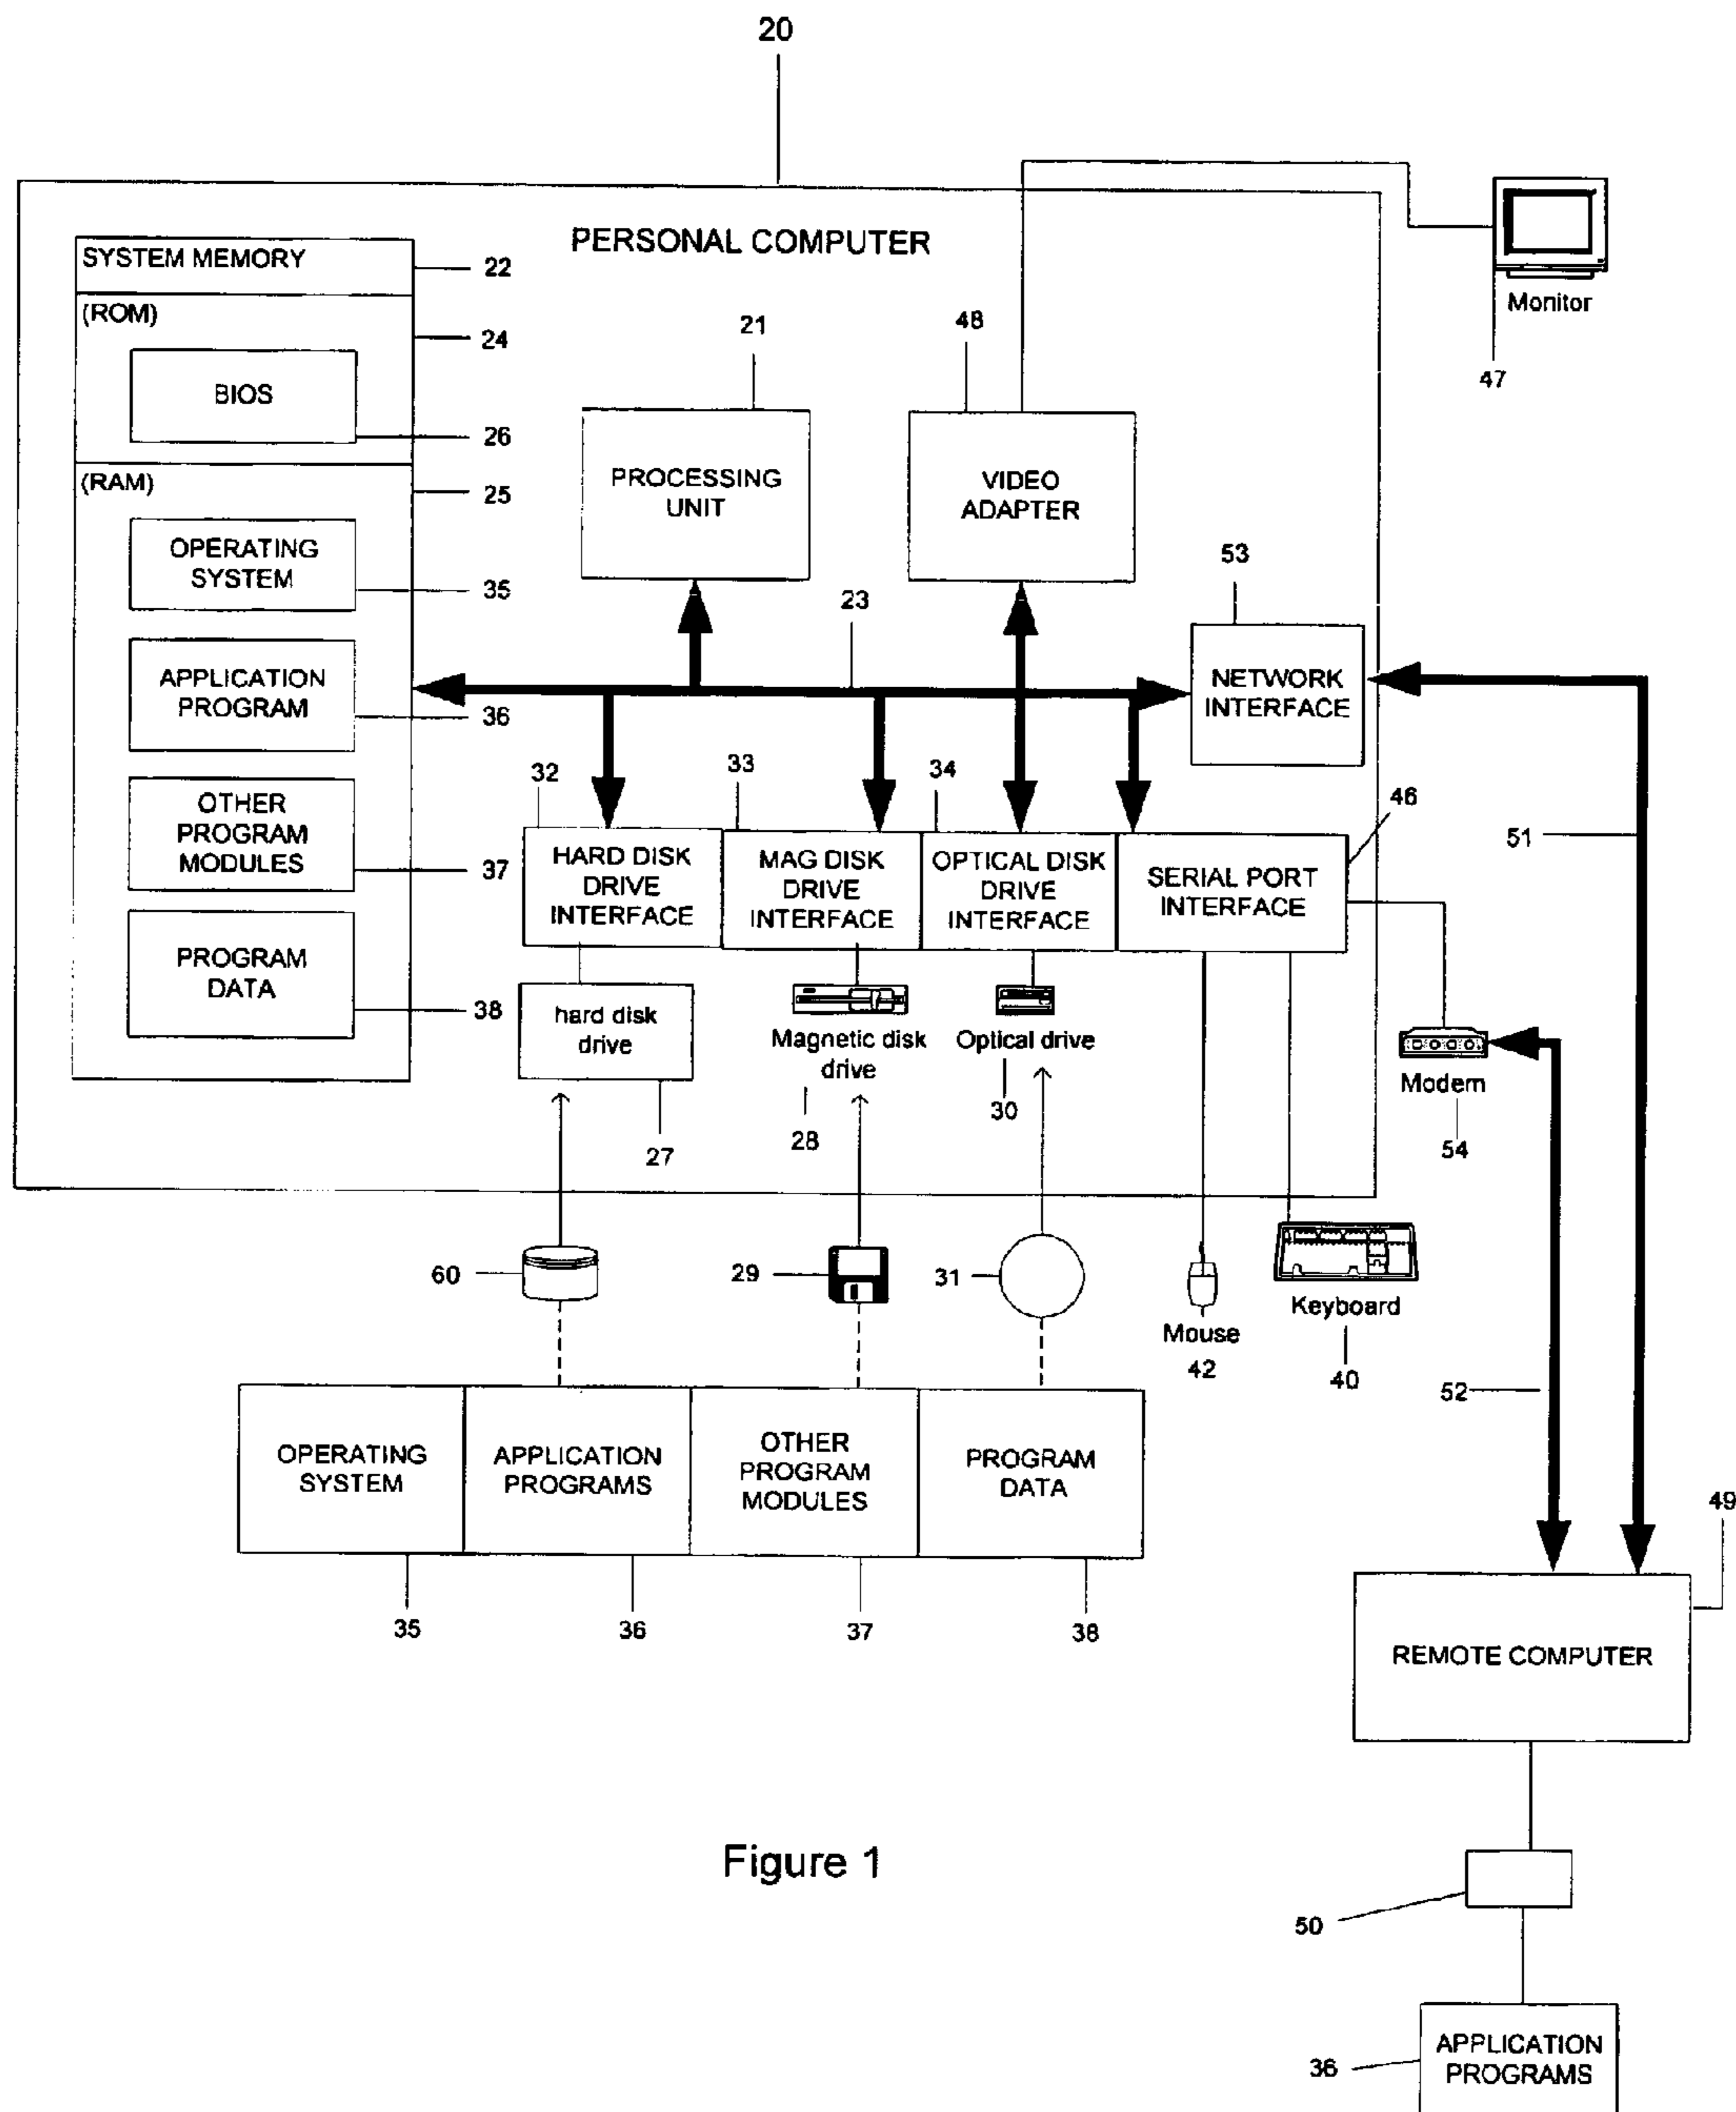 20
PERSONAL COMPUTER
SYSTEM MEMORY
22
(ROM)
24
BIOS
26
(RAM)
25
OPERATING
SYSTEM
35
APPLICATION
PROGRAM
36
OTHER
PROGRAM
MODULES
37
PROGRAM
DATA
38
21
PROCESSING
UNIT
48
VIDEO
ADAPTER
Monitor
47
23
53
NETWORK
INTERFACE
32
HARD DISK
DRIVE
INTERFACE
33
MAG DISK
DRIVE
INTERFACE
34
OPTICAL DISK
DRIVE
INTERFACE
46
SERIAL PORT
INTERFACE
51
hard disk
drive
27
Magnetic disk
drive
28
Optical drive
30
Modem
54
60
29
31
Mouse
42
Keyboard
40
52
OPERATING
SYSTEM
APPLICATION
PROGRAMS
OTHER
PROGRAM
MODULES
PROGRAM
DATA
35
36
37
38
49
REMOTE COMPUTER
Figure 1
50
36
APPLICATION
PROGRAMS